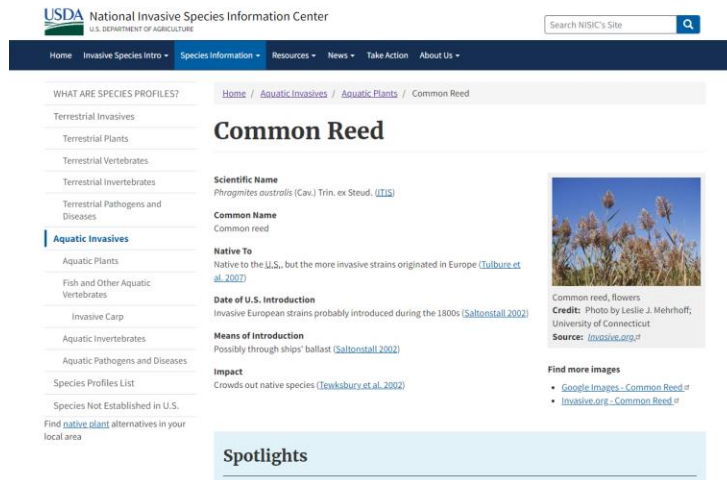 USDA National Invasive Species Information Center
U.S. DEPARTMENT OF AGRICULTURE
Search NISIC's Site
Home Invasive Species Intro Species Information Resources News Take Action About Us
WHAT ARE SPECIES PROFILES?
Terrestrial Invasives
Terrestrial Plants
Terrestrial Vertebrates
Terrestrial Invertebrates
Terrestrial Pathogens and
Diseases
Aquatic Invasives
Aquatic Plants
Fish and Other Aquatic
Vertebrates
Invasive Carp
Aquatic Invertebrates
Aquatic Pathogens and Diseases
Species Profiles List
Species Not Established in U.S.
Find native plant alternatives in your
local area
Home / Aquatic Invasives / Aquatic Plants / Common Reed
Common Reed
Scientific Name
Phragmites australis (Cav.) Trin. ex Steud. (ITIS)
Common Name
Common reed
Native To
Native to the U.S., but the more invasive strains originated in Europe (Tulbure et
al. 2007)
Date of U.S. Introduction
Invasive European strains probably introduced during the 1800s (Saltonstall 2002)
Means of Introduction
Possibly through ships' ballast (Saltonstall 2002)
Impact
Crowds out native species (Tewksbury et al. 2002)
Common reed, flowers
Credit: Photo by Leslie J. Mehrhoff;
University of Connecticut
Source: Invasive.org
Find more images
• Google Images - Common Reed
• Invasive.org - Common Reed
Spotlights